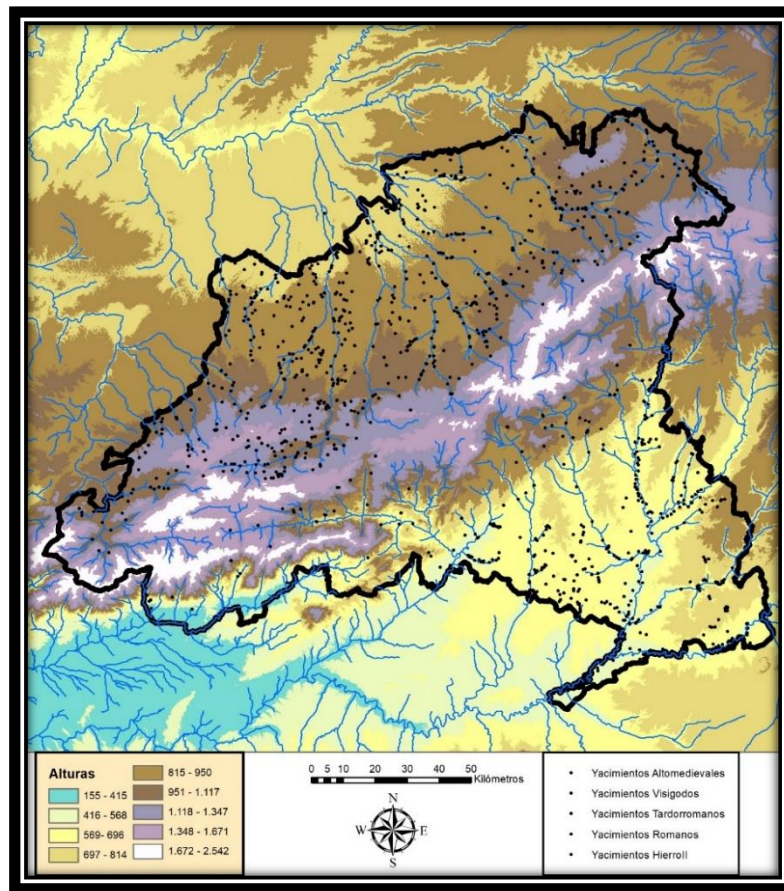 Alturas
155 - 415
416 - 568
569- 696
697 - 814
815 - 950
951 - 1.117
1.118 - 1.347
1.348 - 1.671
1.672 - 2.542
0 5 10 20 30 40 50
Kilómetros
N
W E
S
Yacimientos Altomedievales
Yacimientos Visigodos
Yacimientos Tardorromanos
Yacimientos Romanos
Yacimientos HierroII